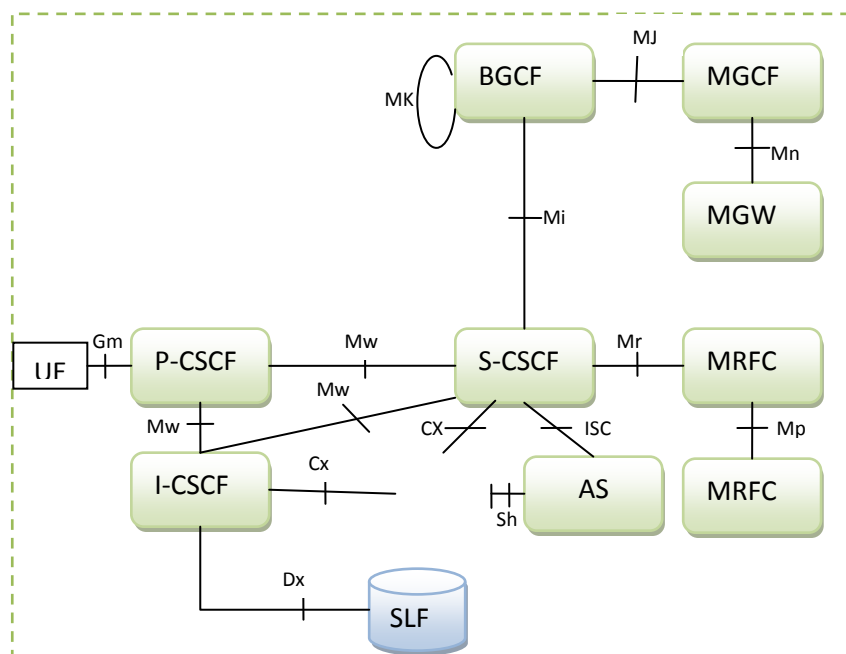 MJ
BGCF
MGCF
MK
Mn
MGW
Mi
Gm
P-CSCF
Mw
S-CSCF
Mr
MRFC
Mw
Mw
CX
ISC
Mp
I-CSCF
Cx
AS
MRFC
Sh
Dx
SLF